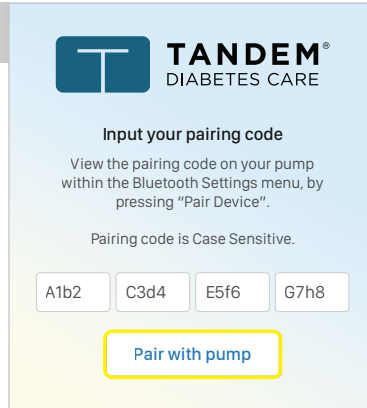 TANDEM®
DIABETES CARE
Input your pairing code
View the pairing code on your pump
within the Bluetooth Settings menu, by
pressing "Pair Device".
Pairing code is Case Sensitive.
A1b2 C3d4 E5f6 G7h8
Pair with pump